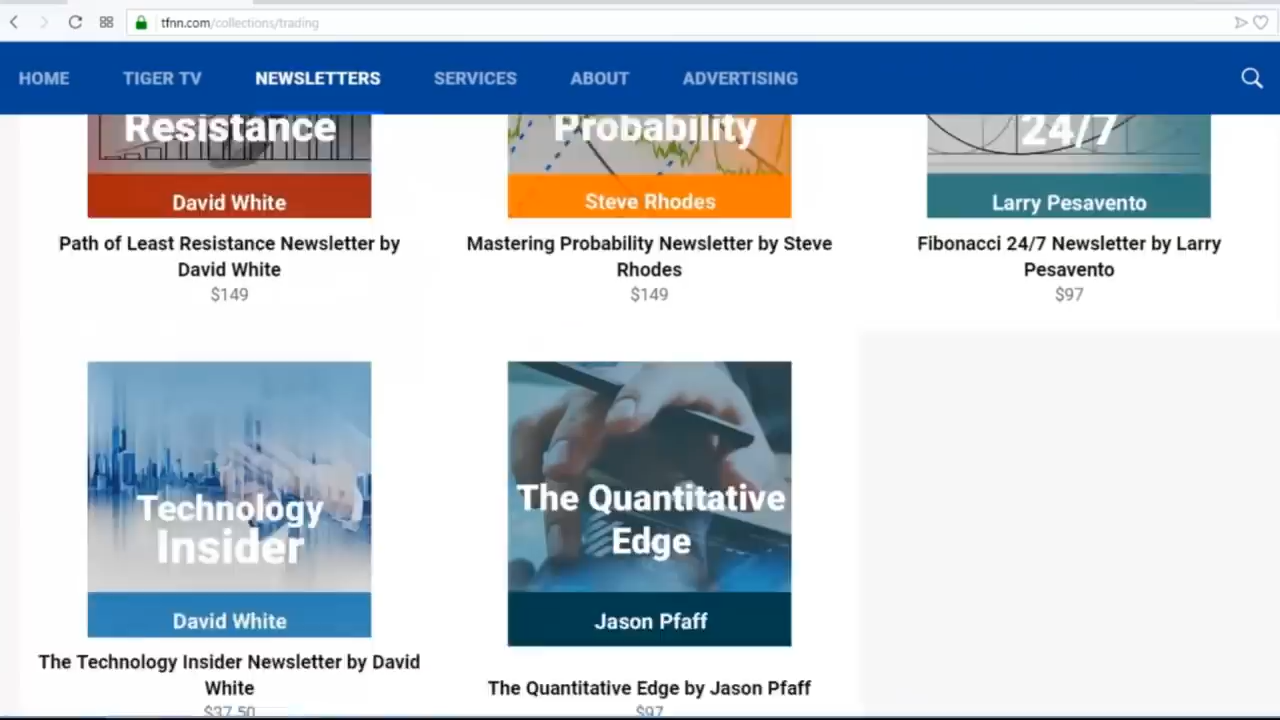 tfnn.com/collections/trading
HOME TIGER TV NEWSLETTERS SERVICES ABOUT ADVERTISING
Resistance
David White
Path of Least Resistance Newsletter by
David White
$149
Probability
Steve Rhodes
Mastering Probability Newsletter by Steve
Rhodes
$149
24/7
Larry Pesavento
Fibonacci 24/7 Newsletter by Larry
Pesavento
$97
Technology
Insider
David White
The Technology Insider Newsletter by David
White
$37.50
The Quantitative
Edge
Jason Pfaff
The Quantitative Edge by Jason Pfaff
$97